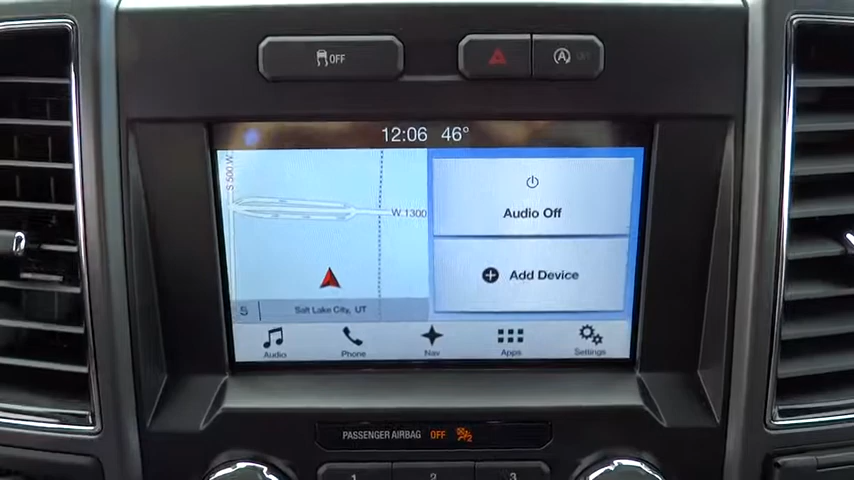 OFF
A OFF
12:06 46°
S 500 W
W 1300
Audio Off
Add Device
S
Salt Lake City, UT
Audio
Phone
Nav
Apps
Settings
PASSENGER AIRBAG OFF
1 2 3